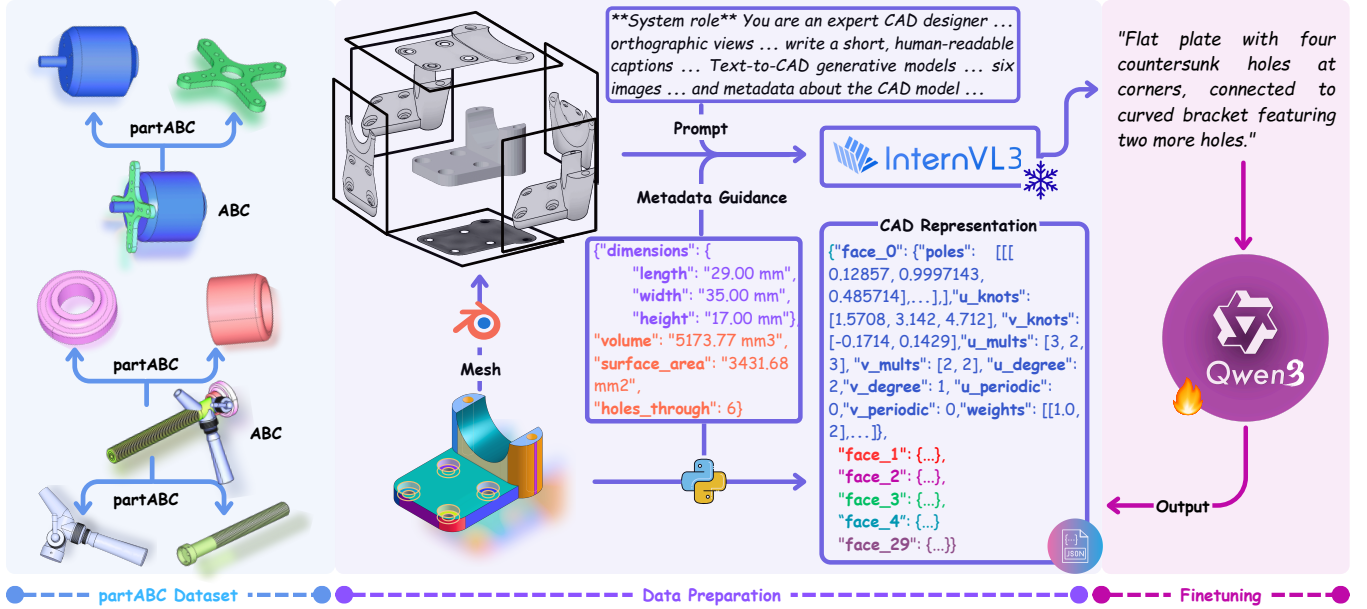 partABC
ABC
partABC
ABC
partABC
**System role** You are an expert CAD designer ...
orthographic views ... write a short, human-readable
captions ... Text-to-CAD generative models ... six
images ... and metadata about the CAD model ...
Prompt
InternVL3
Metadata Guidance
{"dimensions": {
"length": "29.00 mm",
"width": "35.00 mm",
"height": "17.00 mm"},
"volume": "5173.77 mm3",
"surface_area": "3431.68
mm2",
"holes_through": 6}
Mesh
CAD Representation
{"face_0": {"poles": [[[
0.12857, 0.9997143,
0.485714],...],],"u_knots":
[1.5708, 3.142, 4.712], "v_knots":
[-0.1714, 0.1429],"u_mults": [3, 2,
3], "v_mults": [2, 2], "u_degree":
2,"v_degree": 1, "u_periodic":
0,"v_periodic": 0,"weights": [[1.0,
2],...]},
"face_1": {...},
"face_2": {...},
"face_3": {...},
"face_4": {...}
"face_29": {...}}
{...}
JSON
"Flat plate with four
countersunk holes at
corners, connected to
curved bracket featuring
two more holes."
Qwen3
Output
partABC Dataset
Data Preparation
Finetuning